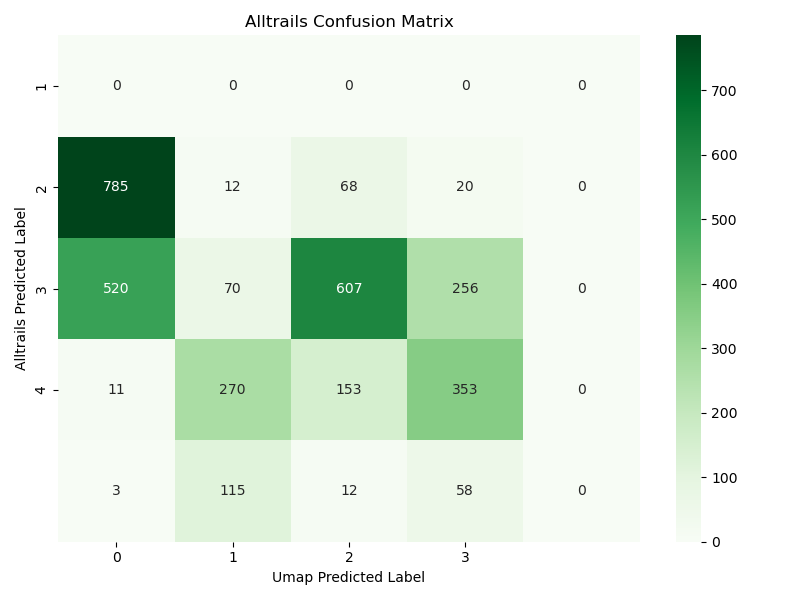 Alltrails Confusion Matrix
1 0 0 0 0 0
2 785 12 68 20 0
3 520 70 607 256 0
4 11 270 153 353 0
3 115 12 58 0
0 1 2 3
Alltrails Predicted Label
Umap Predicted Label
700
600
500
400
300
200
100
0